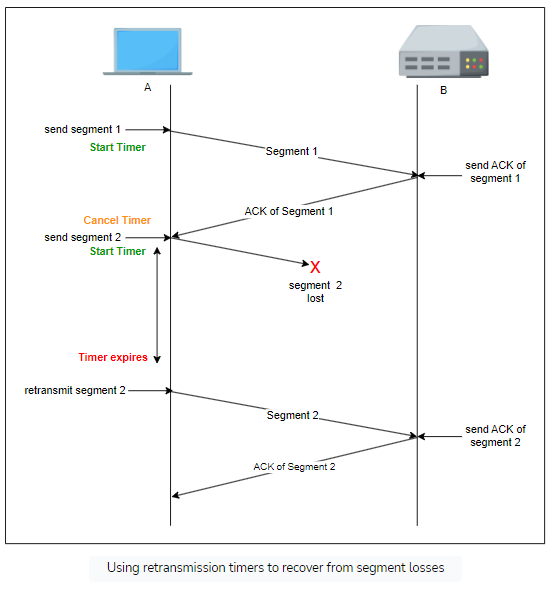 A
B
send segment 1
Start Timer
Segment 1
send ACK of
segment 1
ACK of Segment 1
Cancel Timer
send segment 2
Start Timer
X
segment 2
lost
Timer expires
retransmit segment 2
Segment 2
send ACK of
segment 2
ACK of Segment 2
Using retransmission timers to recover from segment losses